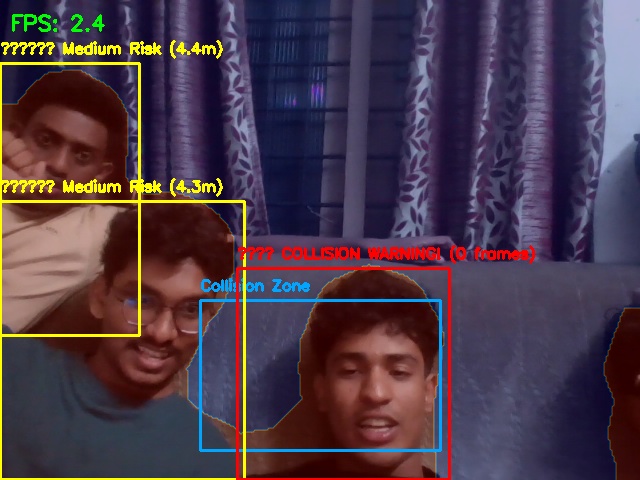 FPS: 2.4
?????? Medium Risk (4.4m)
?????? Medium Risk (4.3m)
???? COLLISION WARNING! (0 frames)
Collision Zone